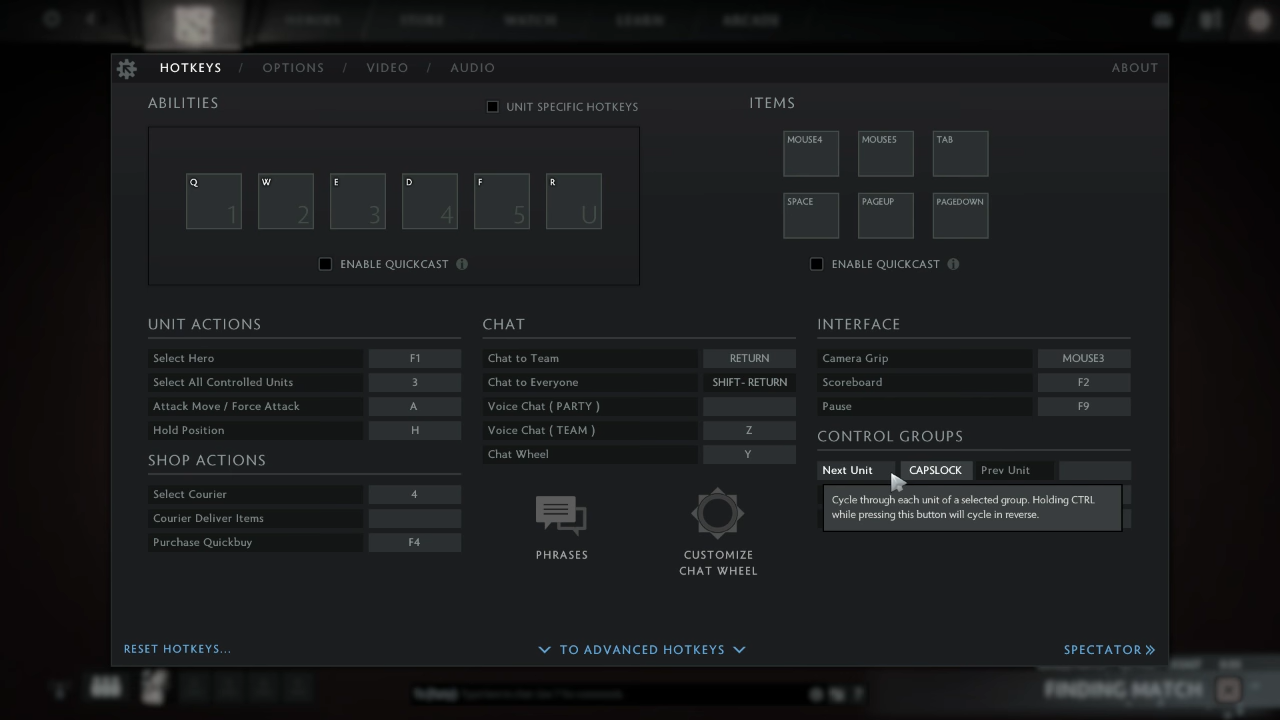 STORE WATCH LEARN ARCADE
HOTKEYS / OPTIONS / VIDEO / AUDIO
ABOUT
ABILITIES
UNIT SPECIFIC HOTKEYS
Q W E D F R
1 2 3 4 5 U
ENABLE QUICKCAST
ITEMS
MOUSE4 MOUSE5 TAB
SPACE PAGEUP PAGEDOWN
ENABLE QUICKCAST
UNIT ACTIONS
Select Hero F1
Select All Controlled Units 3
Attack Move / Force Attack A
Hold Position H
SHOP ACTIONS
Select Courier 4
Courier Deliver Items
Purchase Quickbuy F4
CHAT
Chat to Team RETURN
Chat to Everyone SHIFT- RETURN
Voice Chat ( PARTY )
Voice Chat ( TEAM ) Z
Chat Wheel Y
PHRASES
CUSTOMIZE
CHAT WHEEL
INTERFACE
Camera Grip MOUSE3
Scoreboard F2
Pause F9
CONTROL GROUPS
Next Unit CAPSLOCK Prev Unit
Cycle through each unit of a selected group. Holding CTRL
while pressing this button will cycle in reverse.
RESET HOTKEYS...
TO ADVANCED HOTKEYS
SPECTATOR
FINDING MATCH